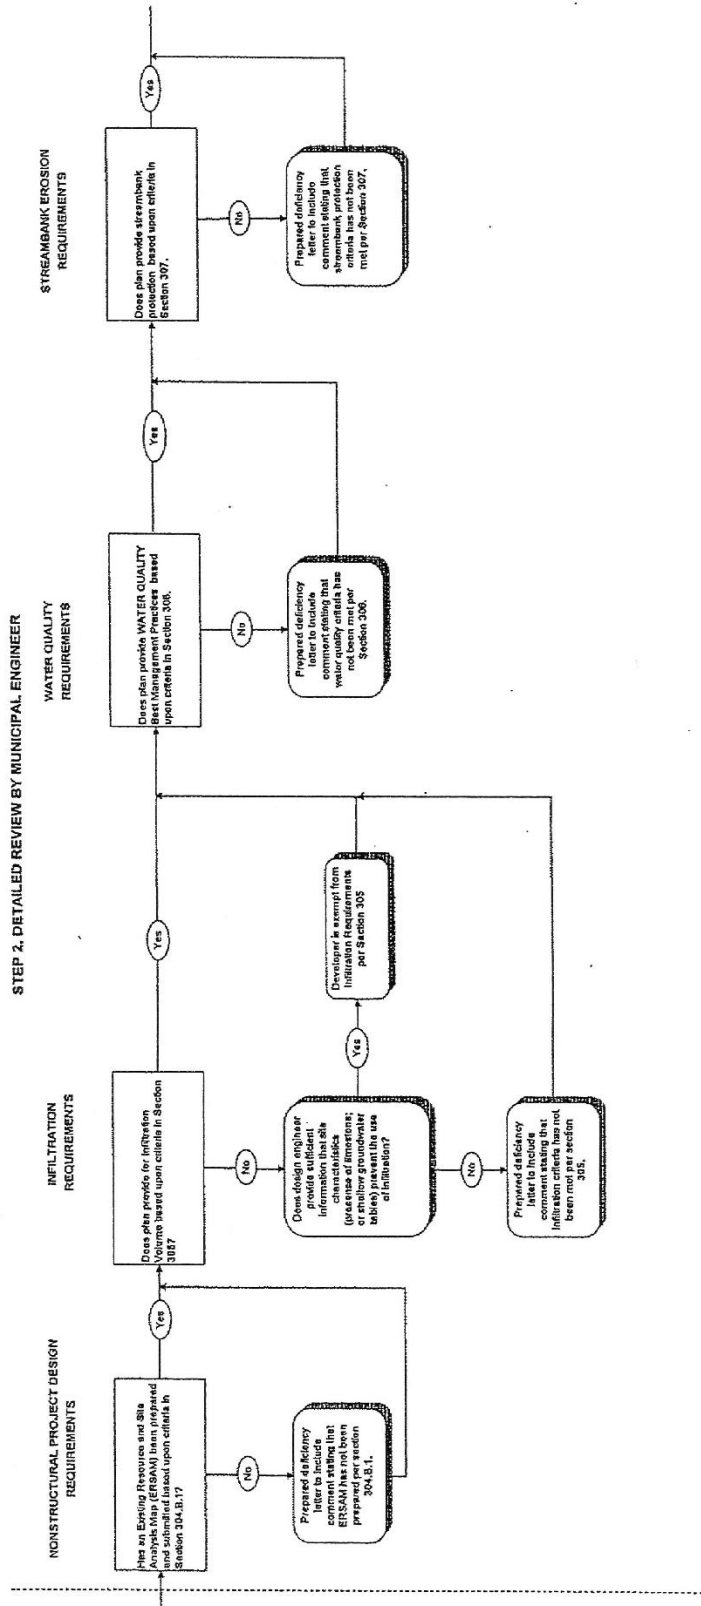 STEP 2. DETAILED REVIEW BY MUNICIPAL ENGINEER
NONSTRUCTURAL PROJECT DESIGN
REQUIREMENTS
Has an Existing Resource and Site
Analysis Map (ERSAM) been prepared
and submitted based upon criteria in
Section 304.B.1?
Yes
No
Prepared deficiency
letter to include
comment stating that
ERSAM has not been
prepared per section
304.B.1.
INFILTRATION
REQUIREMENTS
Does plan provide for Infiltration
Volume based upon criteria in Section
305?
Yes
No
Does design engineer
provide sufficient
information that site
characteristics
(presence of limestone;
or shallow groundwater
tables) prevent the use
of infiltration?
Yes
Developer is exempt from
Infiltration Requirements
per Section 305
No
Prepared deficiency
letter to include
comment stating that
Infiltration criteria has not
been met per section
305.
WATER QUALITY
REQUIREMENTS
Does plan provide WATER QUALITY
Best Management Practices based
upon criteria in Section 306.
Yes
No
Prepared deficiency
letter to include
comment stating that
water quality criteria has
not been met per
Section 306.
STREAMBANK EROSION
REQUIREMENTS
Does plan provide streambank
protection based upon criteria in
Section 307.
Yes
No
Prepared deficiency
letter to include
comment stating that
streambank protection
criteria has not been
met per Section 307.